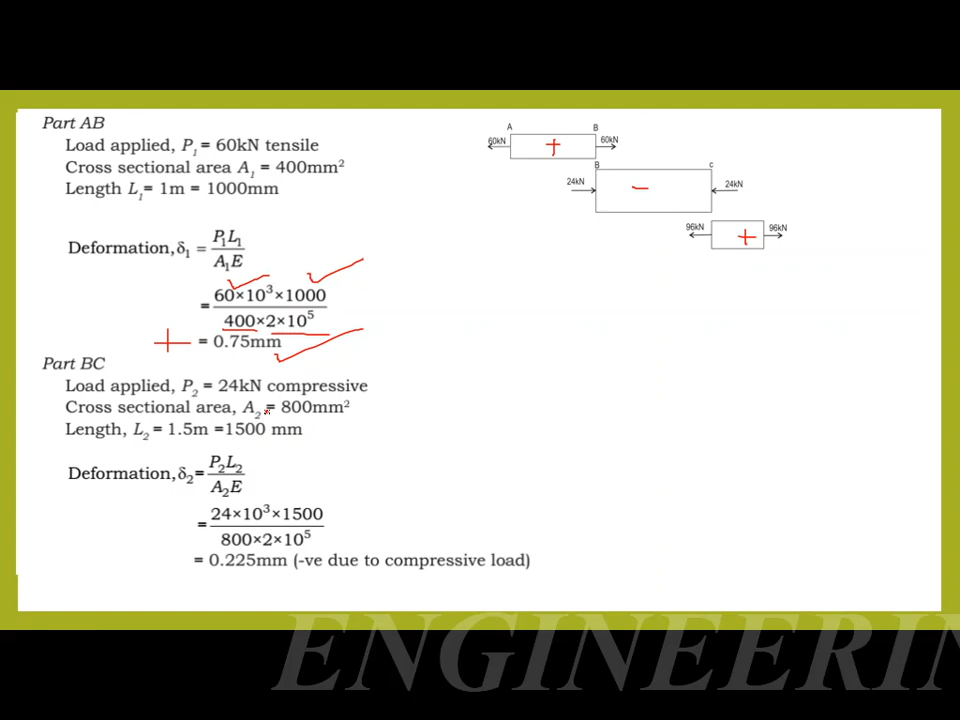 Part AB
Load applied, P₁ = 60kN tensile
Cross sectional area A₁ = 400mm²
Length L₁= 1m = 1000mm
Deformation, δ₁ = P₁L₁ / A₁E
= 60×10³×1000 / 400×2×10⁵
+ = 0.75mm
Part BC
Load applied, P₂ = 24kN compressive
Cross sectional area, A₂ = 800mm²
Length, L₂ = 1.5m =1500 mm
Deformation, δ₂= P₂L₂ / A₂E
= 24×10³×1500 / 800×2×10⁵
= 0.225mm (-ve due to compressive load)
A B
60kN + 60kN
B c
24kN - 24kN
96kN + 96kN
ENGINEERIN